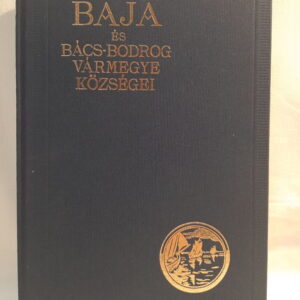 BAJA
ÉS
BÁCS-BODROG
VÁRMEGYE
KÖZSÉGEI